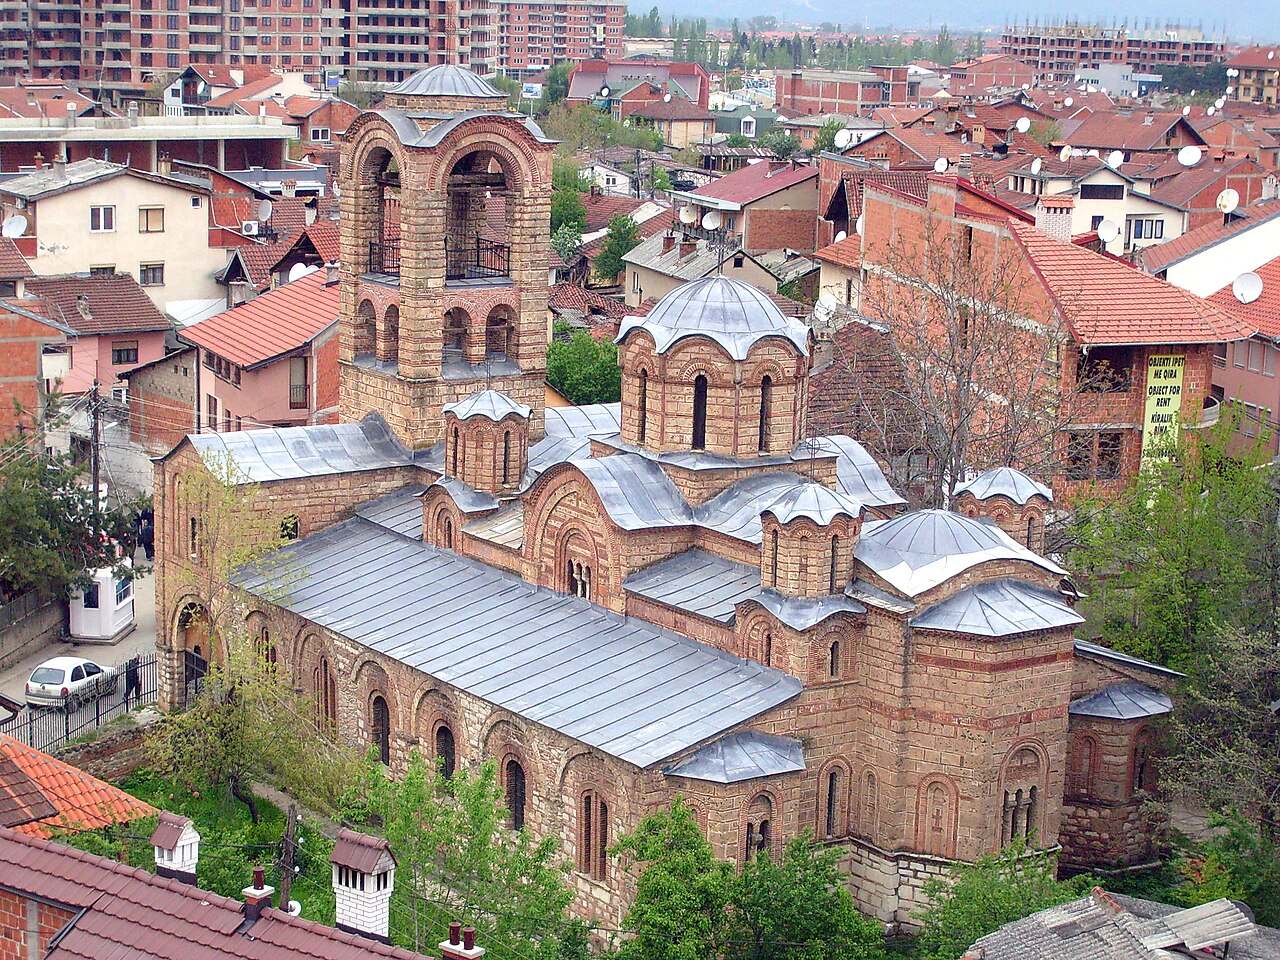 OBJEKTI IPET
ME QIRA
OBJECT FOR
RENT
KIRALIK
BINA